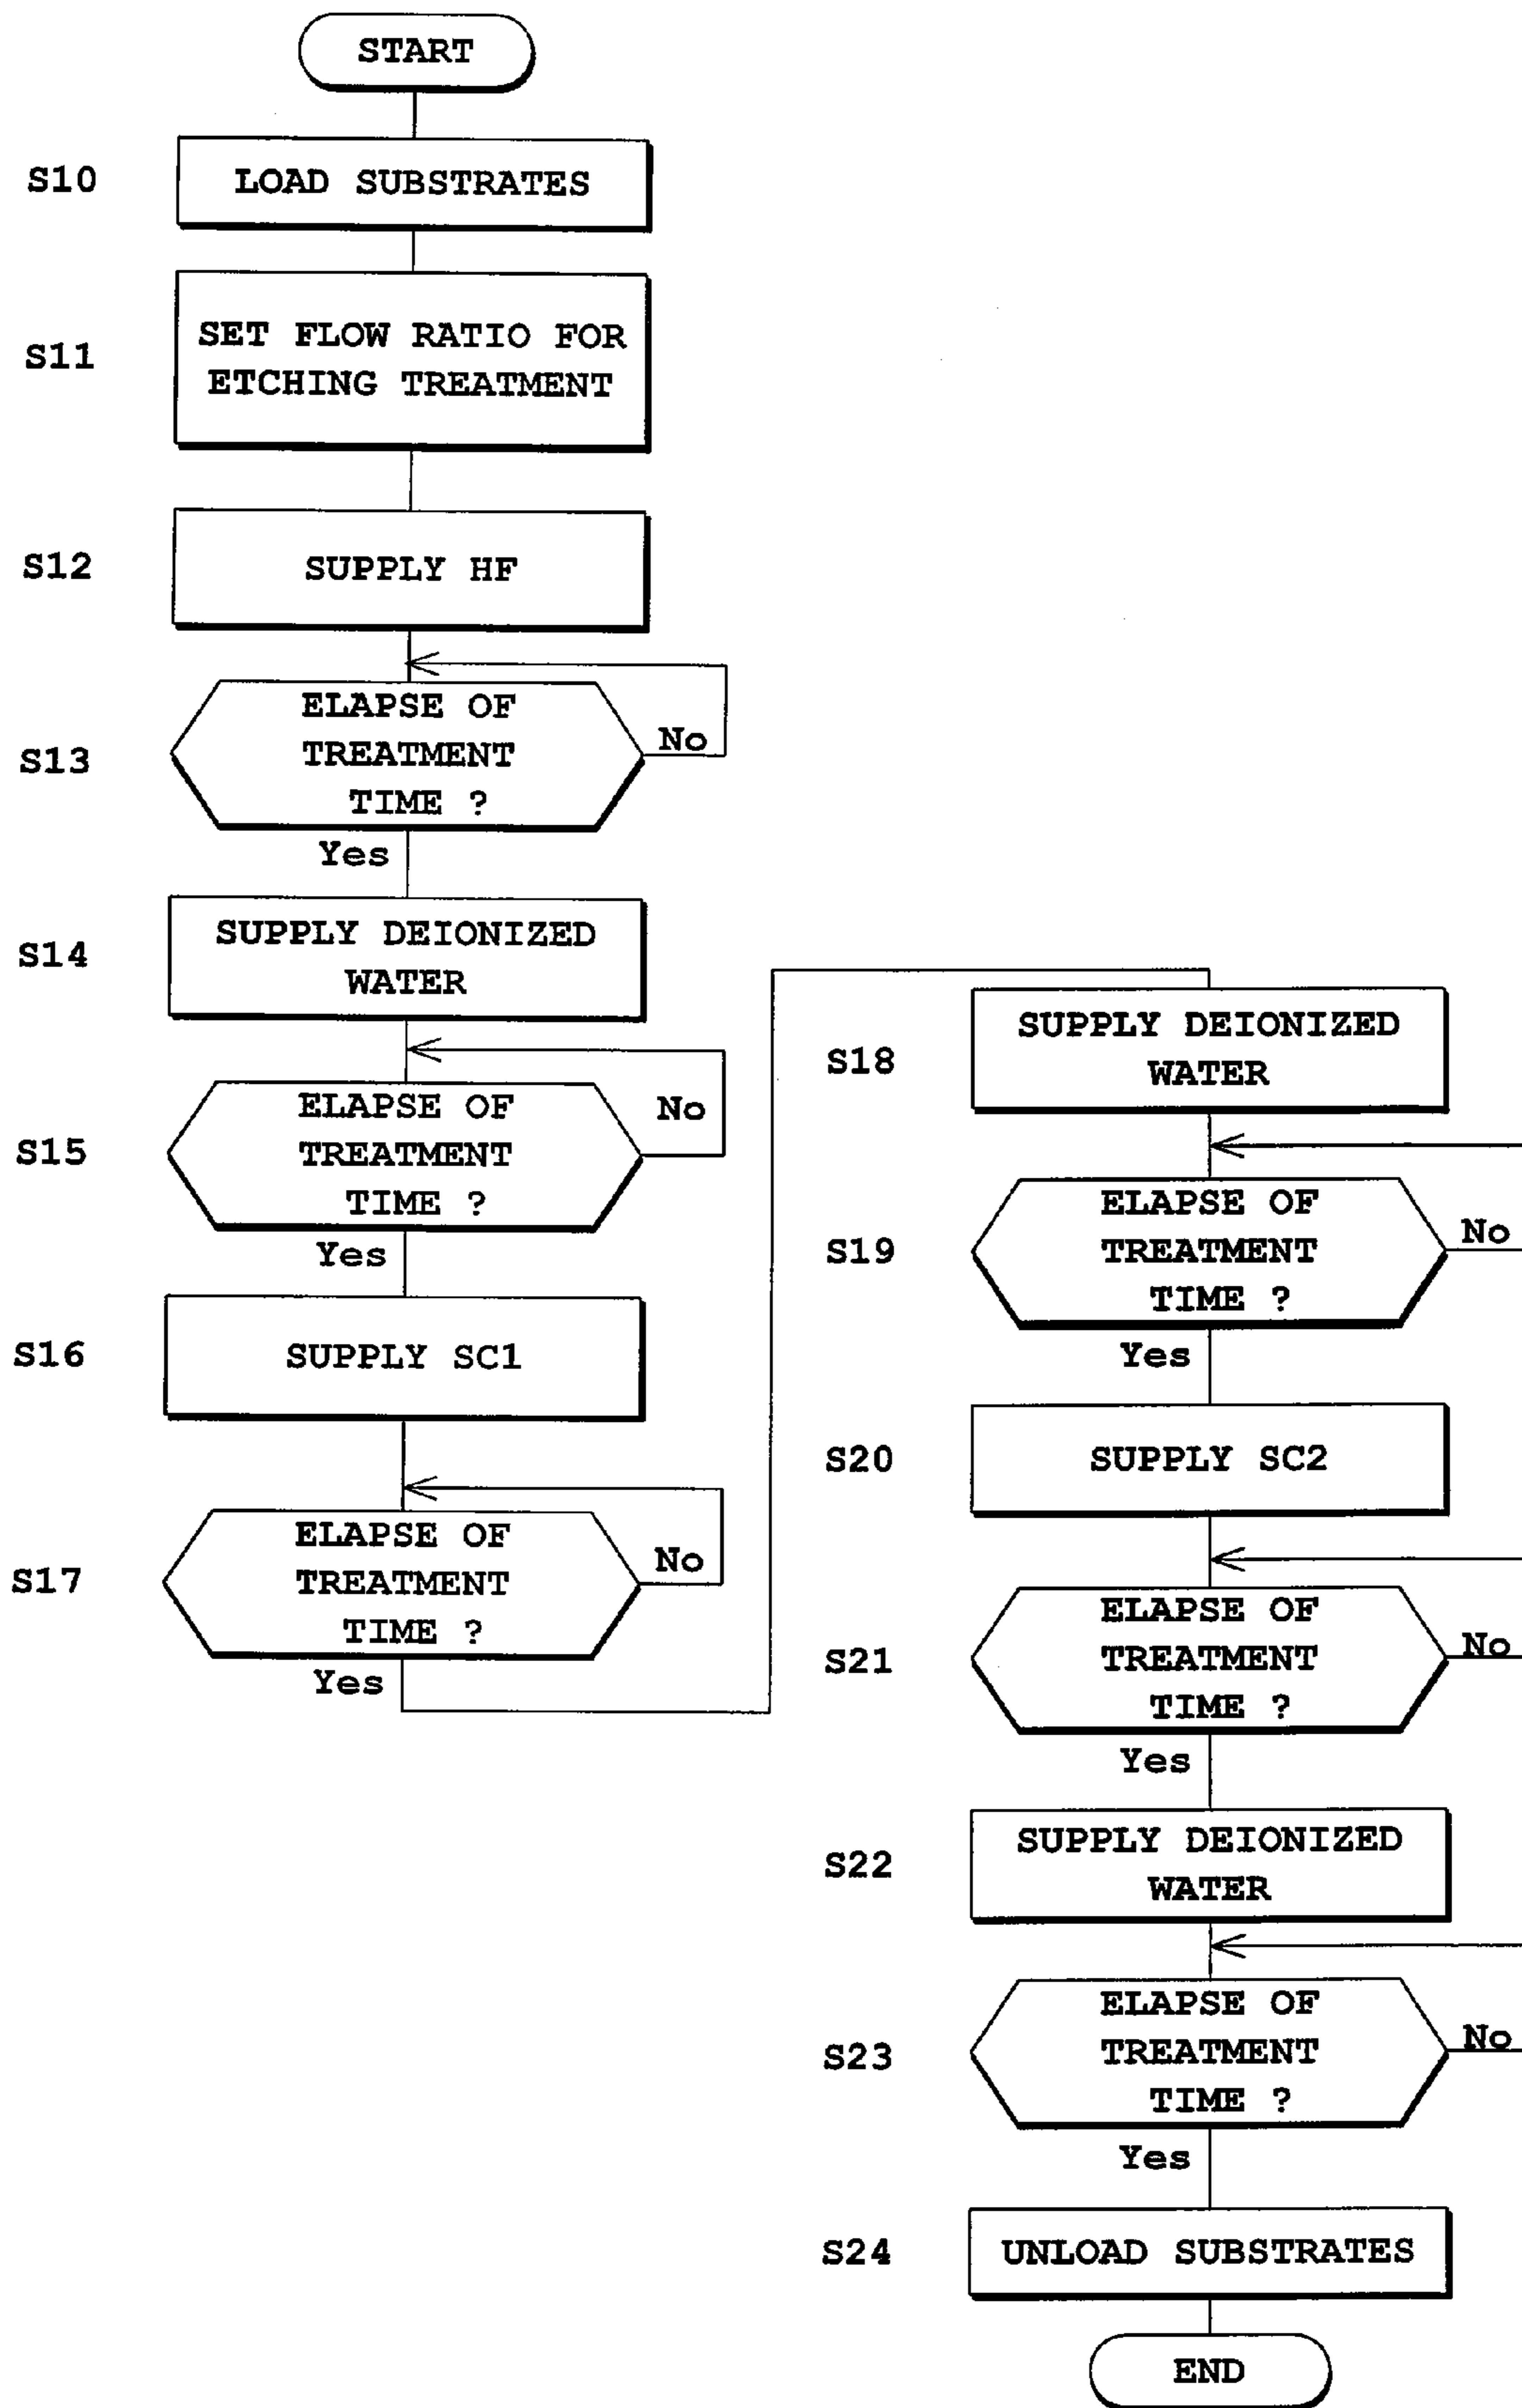 START
S10
LOAD SUBSTRATES
S11
SET FLOW RATIO FOR
ETCHING TREATMENT
S12
SUPPLY HF
S13
ELAPSE OF
TREATMENT
TIME ?
No
Yes
S14
SUPPLY DEIONIZED
WATER
S15
ELAPSE OF
TREATMENT
TIME ?
No
Yes
S16
SUPPLY SC1
S17
ELAPSE OF
TREATMENT
TIME ?
No
Yes
S18
SUPPLY DEIONIZED
WATER
S19
ELAPSE OF
TREATMENT
TIME ?
No
Yes
S20
SUPPLY SC2
S21
ELAPSE OF
TREATMENT
TIME ?
No
Yes
S22
SUPPLY DEIONIZED
WATER
S23
ELAPSE OF
TREATMENT
TIME ?
No
Yes
S24
UNLOAD SUBSTRATES
END